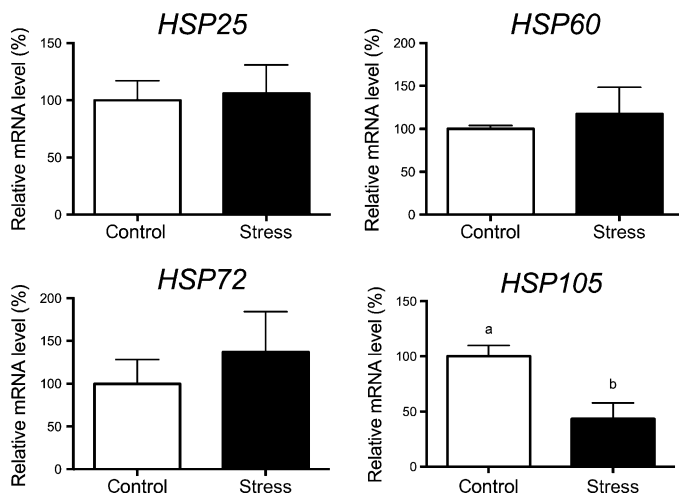 HSP25
Relative mRNA level (%)
150
100
50
0
Control Stress
HSP60
Relative mRNA level (%)
200
150
100
50
0
Control Stress
HSP72
Relative mRNA level (%)
200
150
100
50
0
Control Stress
HSP105
Relative mRNA level (%)
150
100
50
0
a
b
Control Stress